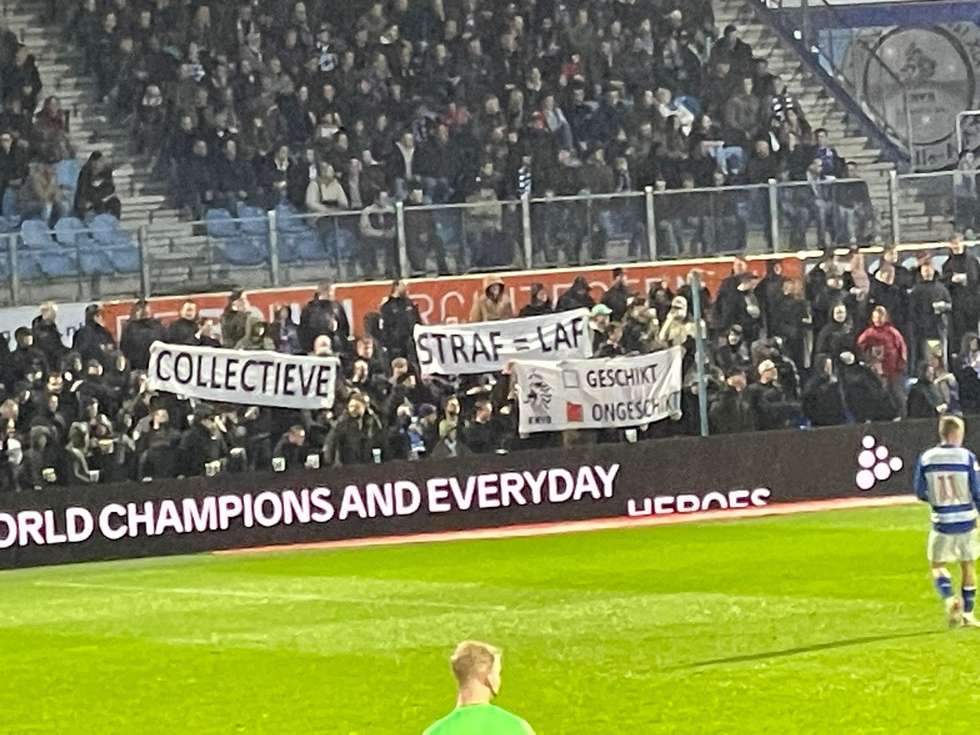 COLLECTIEVE
STRAF = LAF
GESCHIKT
ONGESCHIKT
ORLD CHAMPIONS AND EVERYDAY
HEROES
11